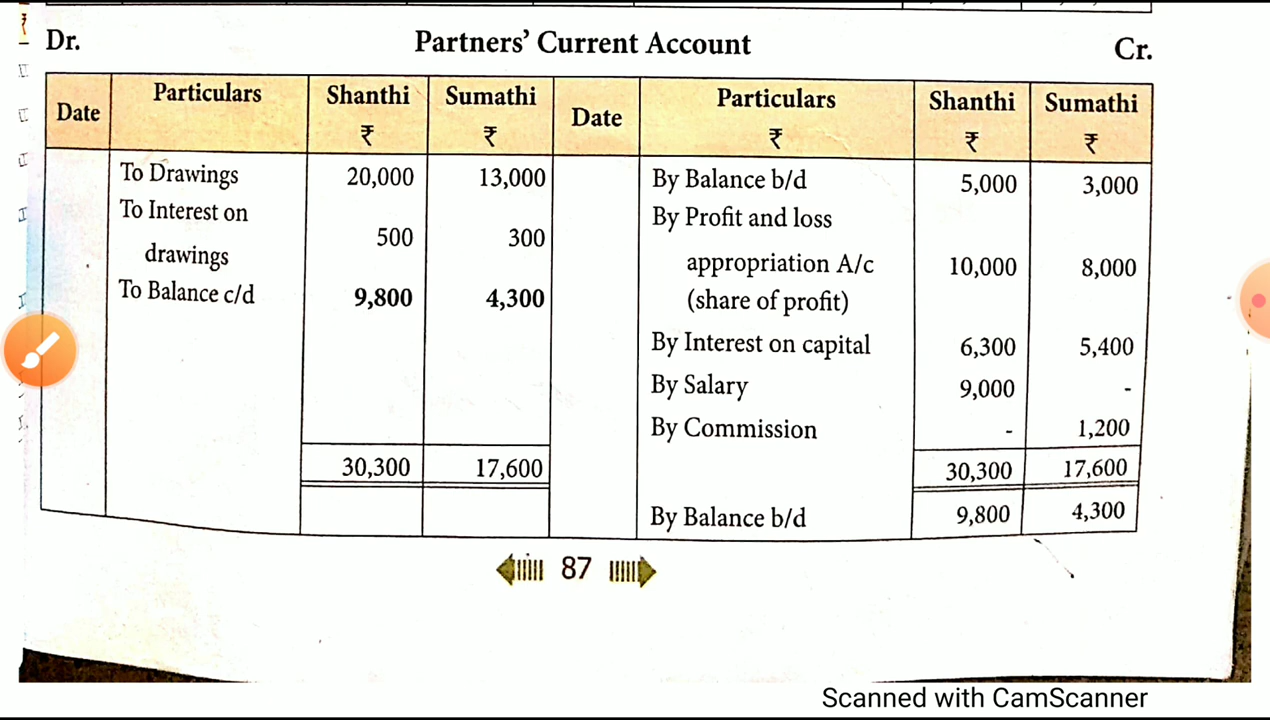 Dr. Partners’ Current Account Cr.
Date Particulars Shanthi ₹ Sumathi ₹ Date Particulars ₹ Shanthi ₹ Sumathi ₹
To Drawings 20,000 13,000 By Balance b/d 5,000 3,000
To Interest on By Profit and loss
drawings 500 300 appropriation A/c 10,000 8,000
To Balance c/d 9,800 4,300 (share of profit)
By Interest on capital 6,300 5,400
By Salary 9,000 -
By Commission - 1,200
30,300 17,600 30,300 17,600
By Balance b/d 9,800 4,300
87
Scanned with CamScanner